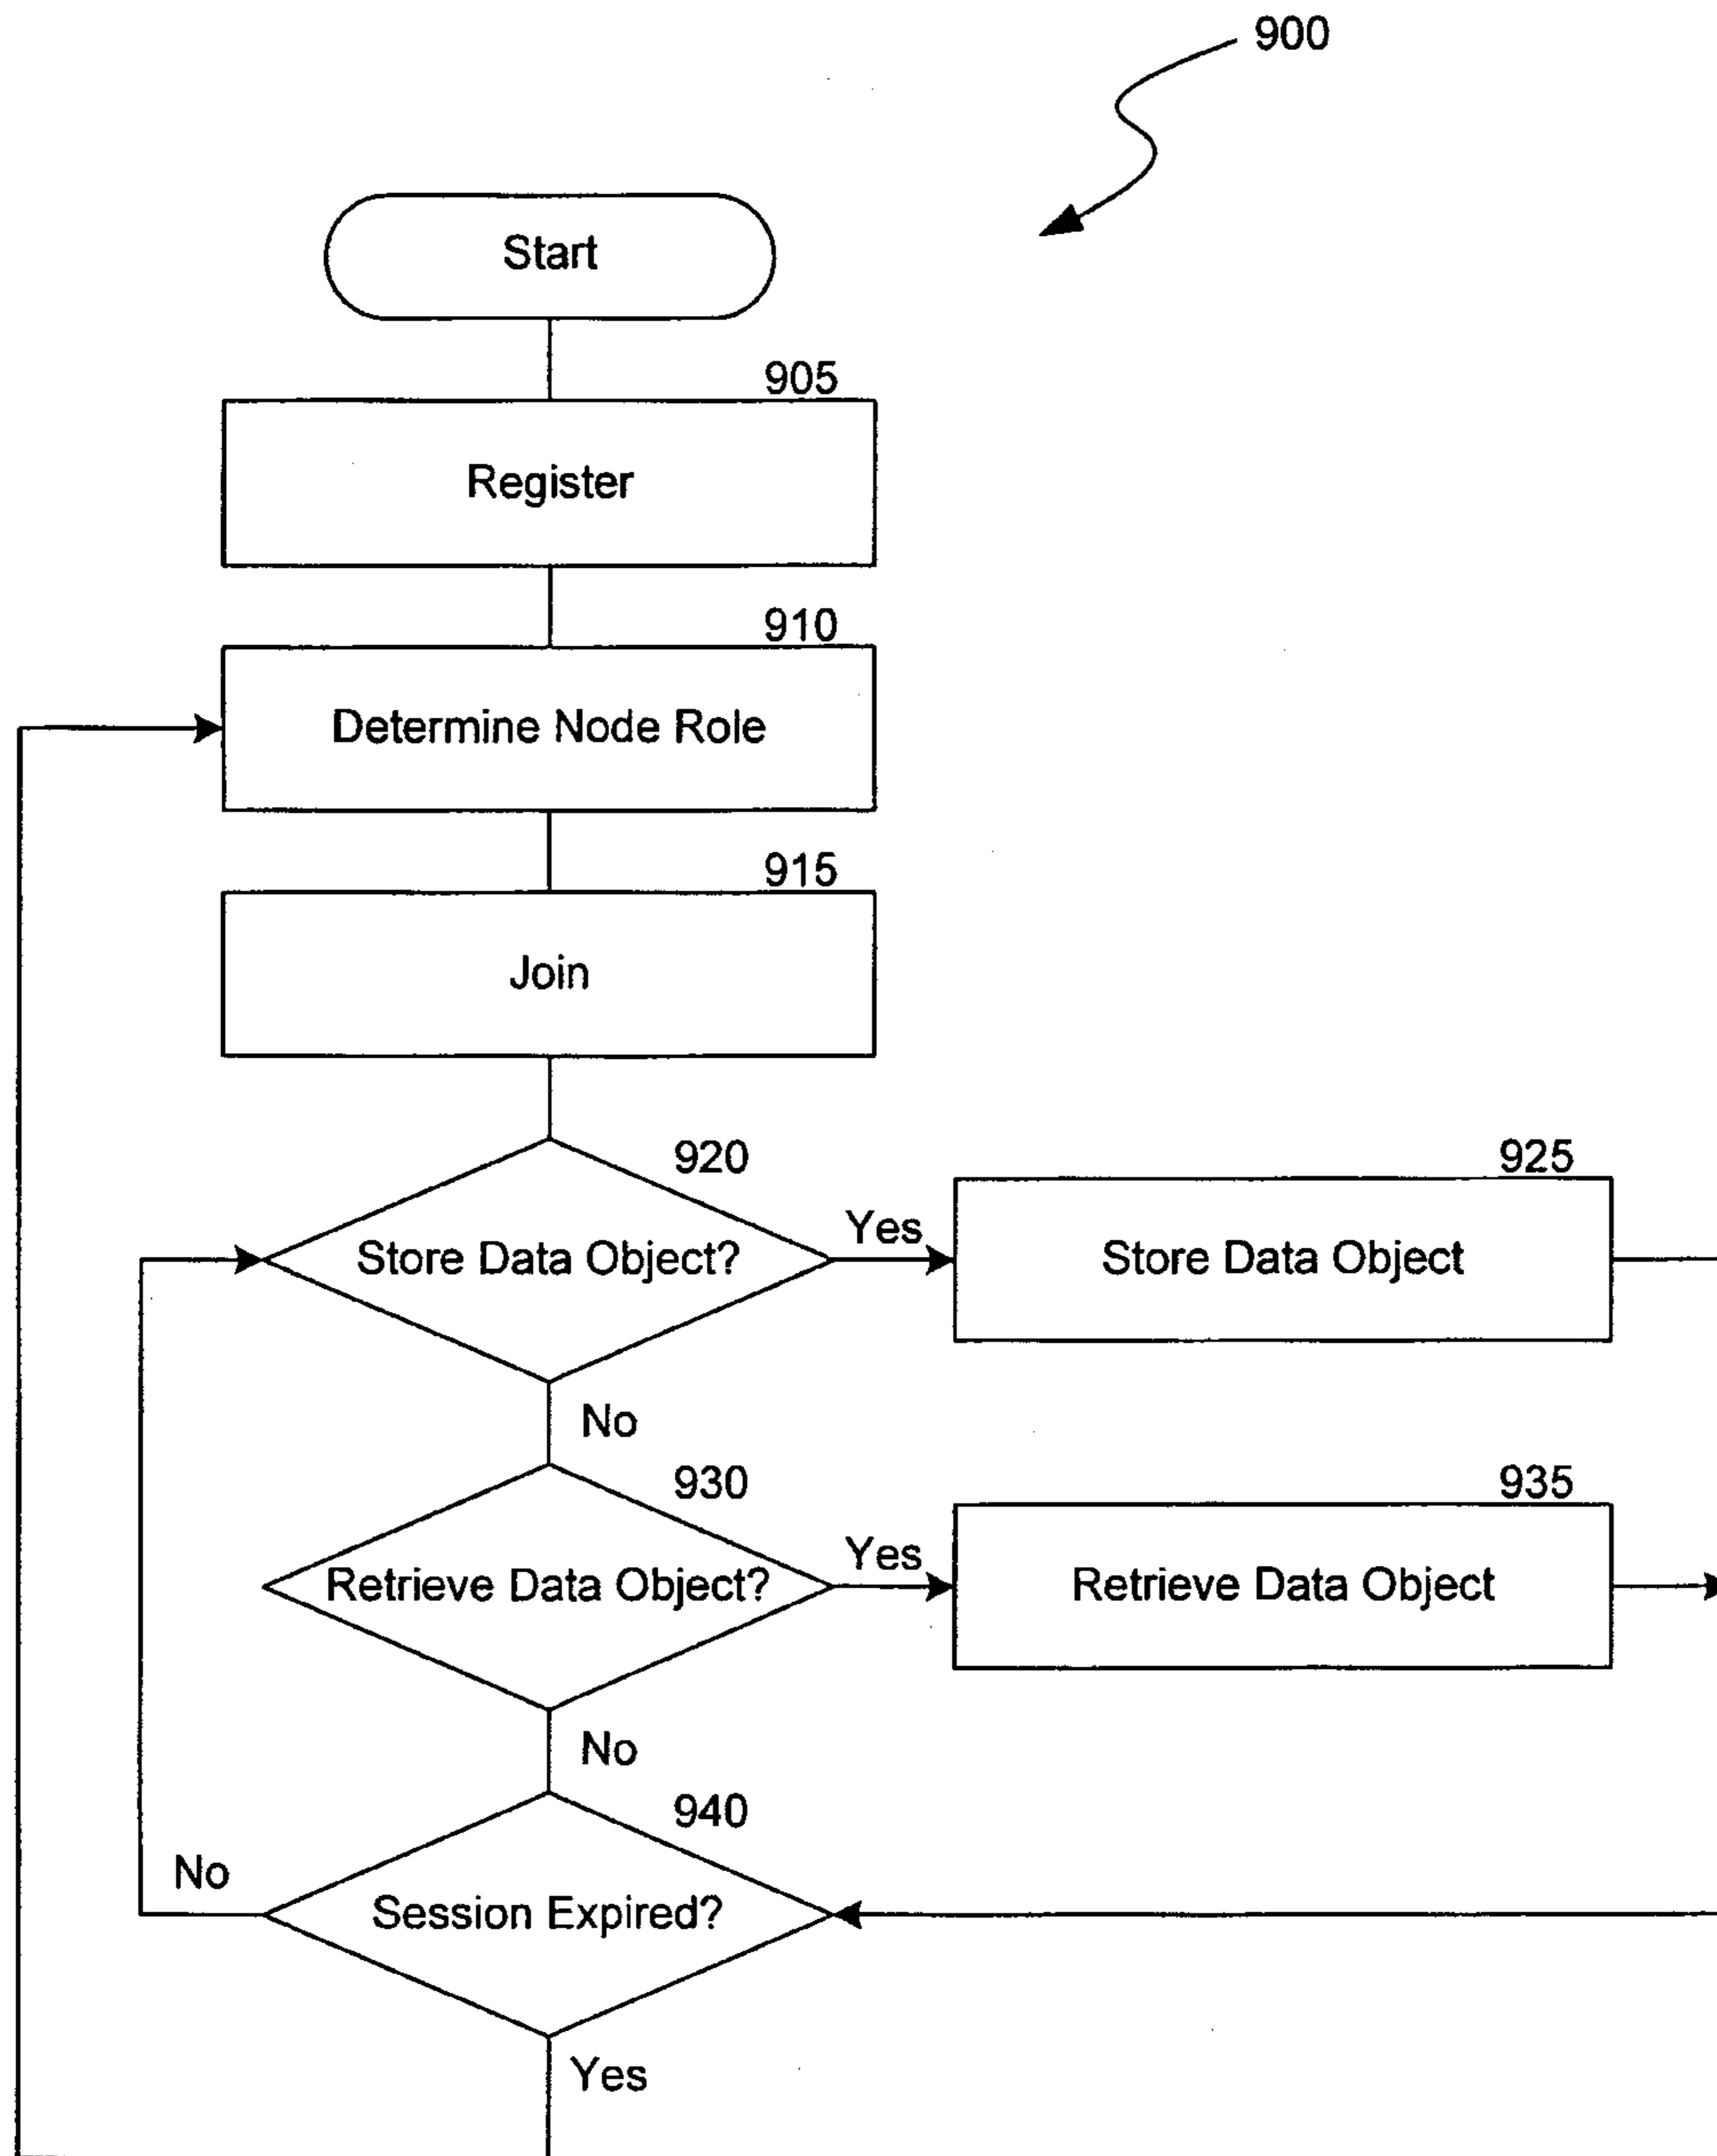 900
Start
905
Register
910
Determine Node Role
915
Join
920
Store Data Object?
Yes
925
Store Data Object
No
930
Retrieve Data Object?
Yes
935
Retrieve Data Object
No
940
Session Expired?
No
Yes